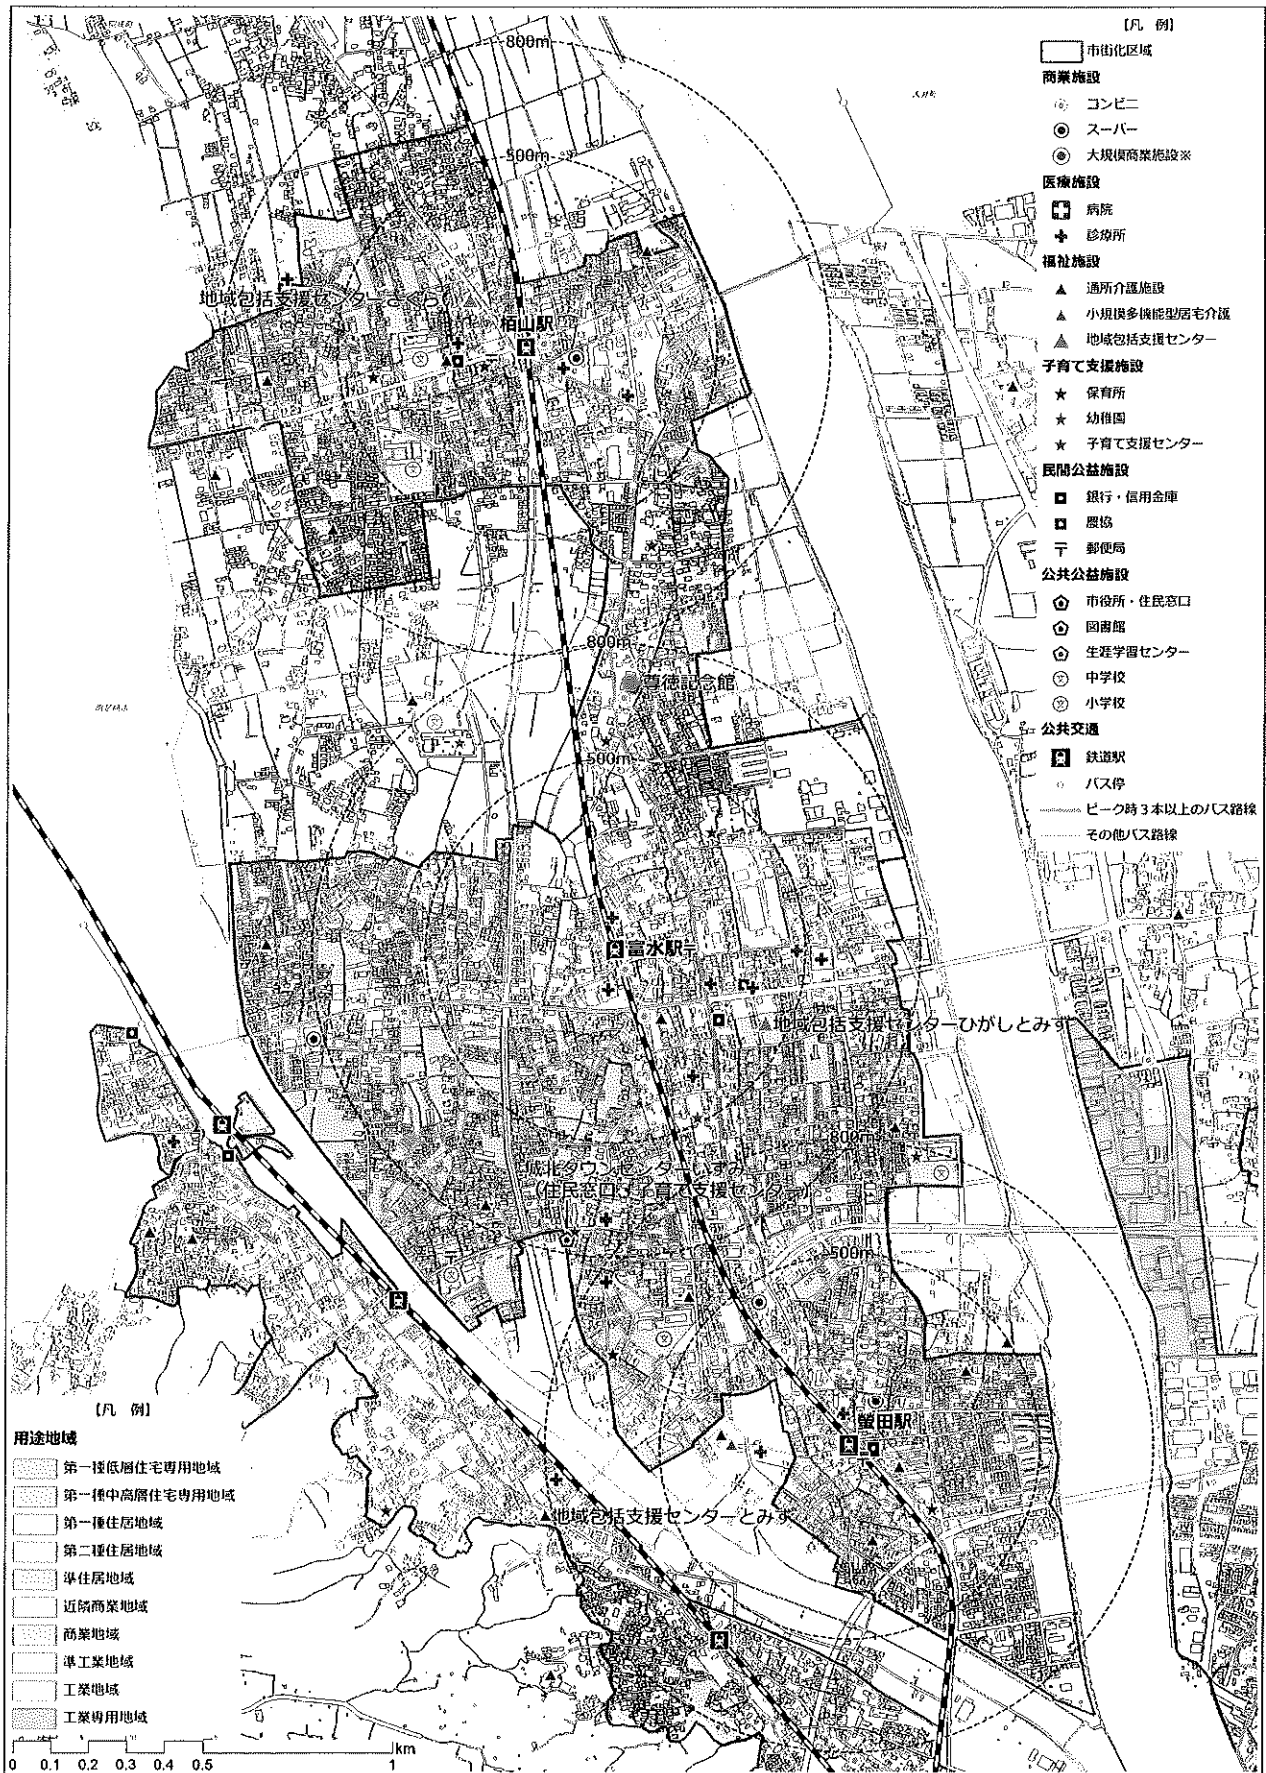 800m
500m
地域包括支援センターさくらい
栢山駅
800m
尊徳記念館
500m
富水駅
地域包括支援センターひがしとみず
800m
城北タウンセンターいずみ
(住民窓口、子育て支援センター)
500m
螢田駅
地域包括支援センターとみず
[凡 例]
市街化区域
商業施設
コンビニ
スーパー
大規模商業施設※
医療施設
病院
診療所
福祉施設
通所介護施設
小規模多機能型居宅介護
地域包括支援センター
子育て支援施設
保育所
幼稚園
子育て支援センター
民間公益施設
銀行・信用金庫
農協
郵便局
公共公益施設
市役所・住民窓口
図書館
生涯学習センター
中学校
小学校
公共交通
鉄道駅
バス停
ピーク時3本以上のバス路線
その他バス路線
[凡 例]
用途地域
第一種低層住宅専用地域
第一種中高層住宅専用地域
第一種住居地域
第二種住居地域
準住居地域
近隣商業地域
商業地域
準工業地域
工業地域
工業専用地域
km
0 0.1 0.2 0.3 0.4 0.5 1